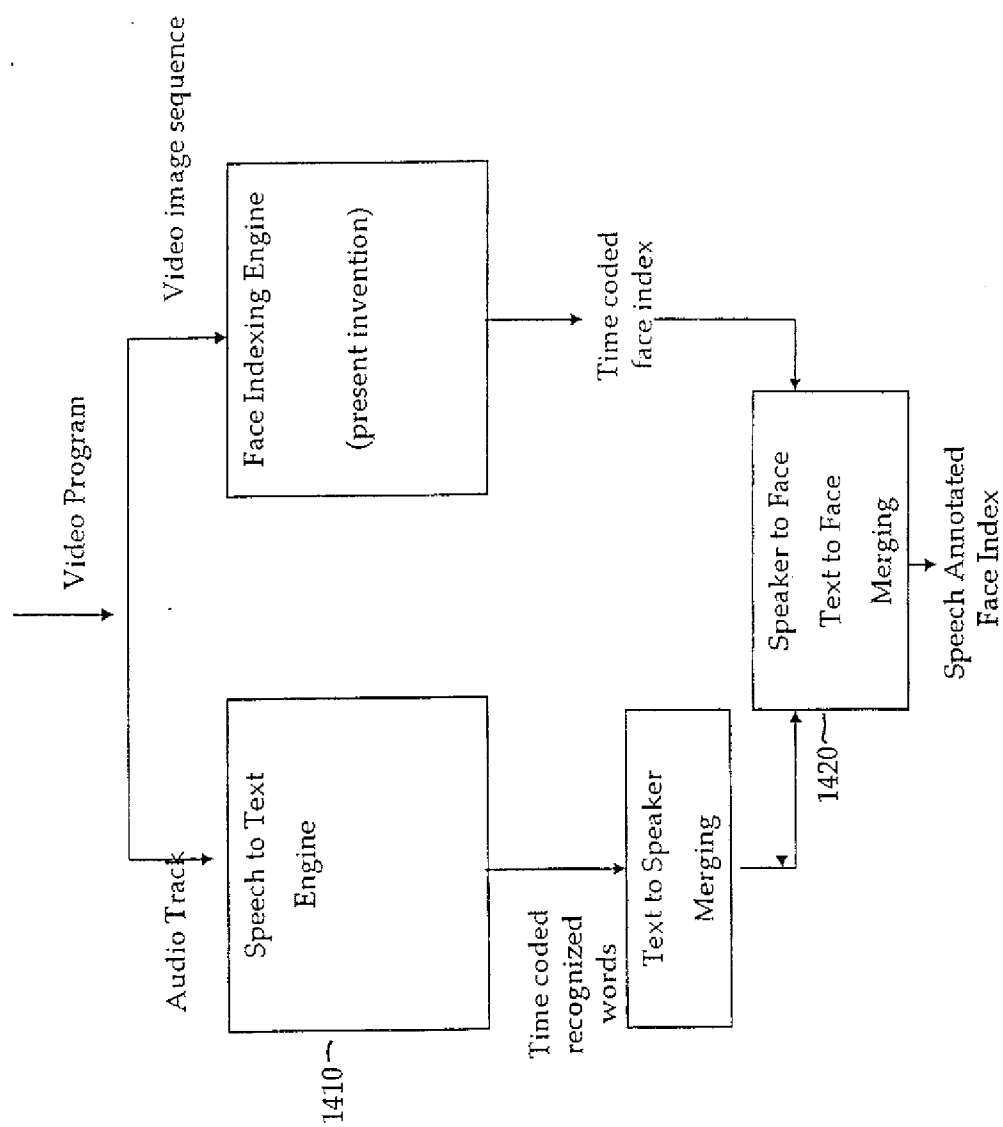 Video Program
Audio Track
Video image sequence
Speech to Text
Engine
1410
Face Indexing Engine
(present invention)
Time coded
recognized
words
Time coded
face index
Text to Speaker
Merging
Speaker to Face
Text to Face
Merging
1420
Speech Annotated
Face Index